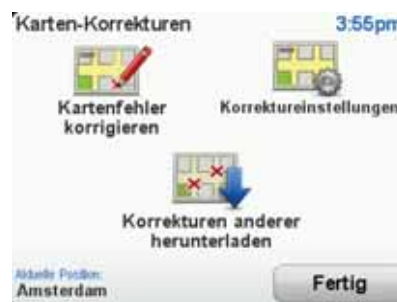 Karten-Korrekturen 3:55pm
Kartenfehler
korrigieren
Korrektureinstellungen
Korrekturen anderer
herunterladen
Aktuelle Position:
Amsterdam
Fertig